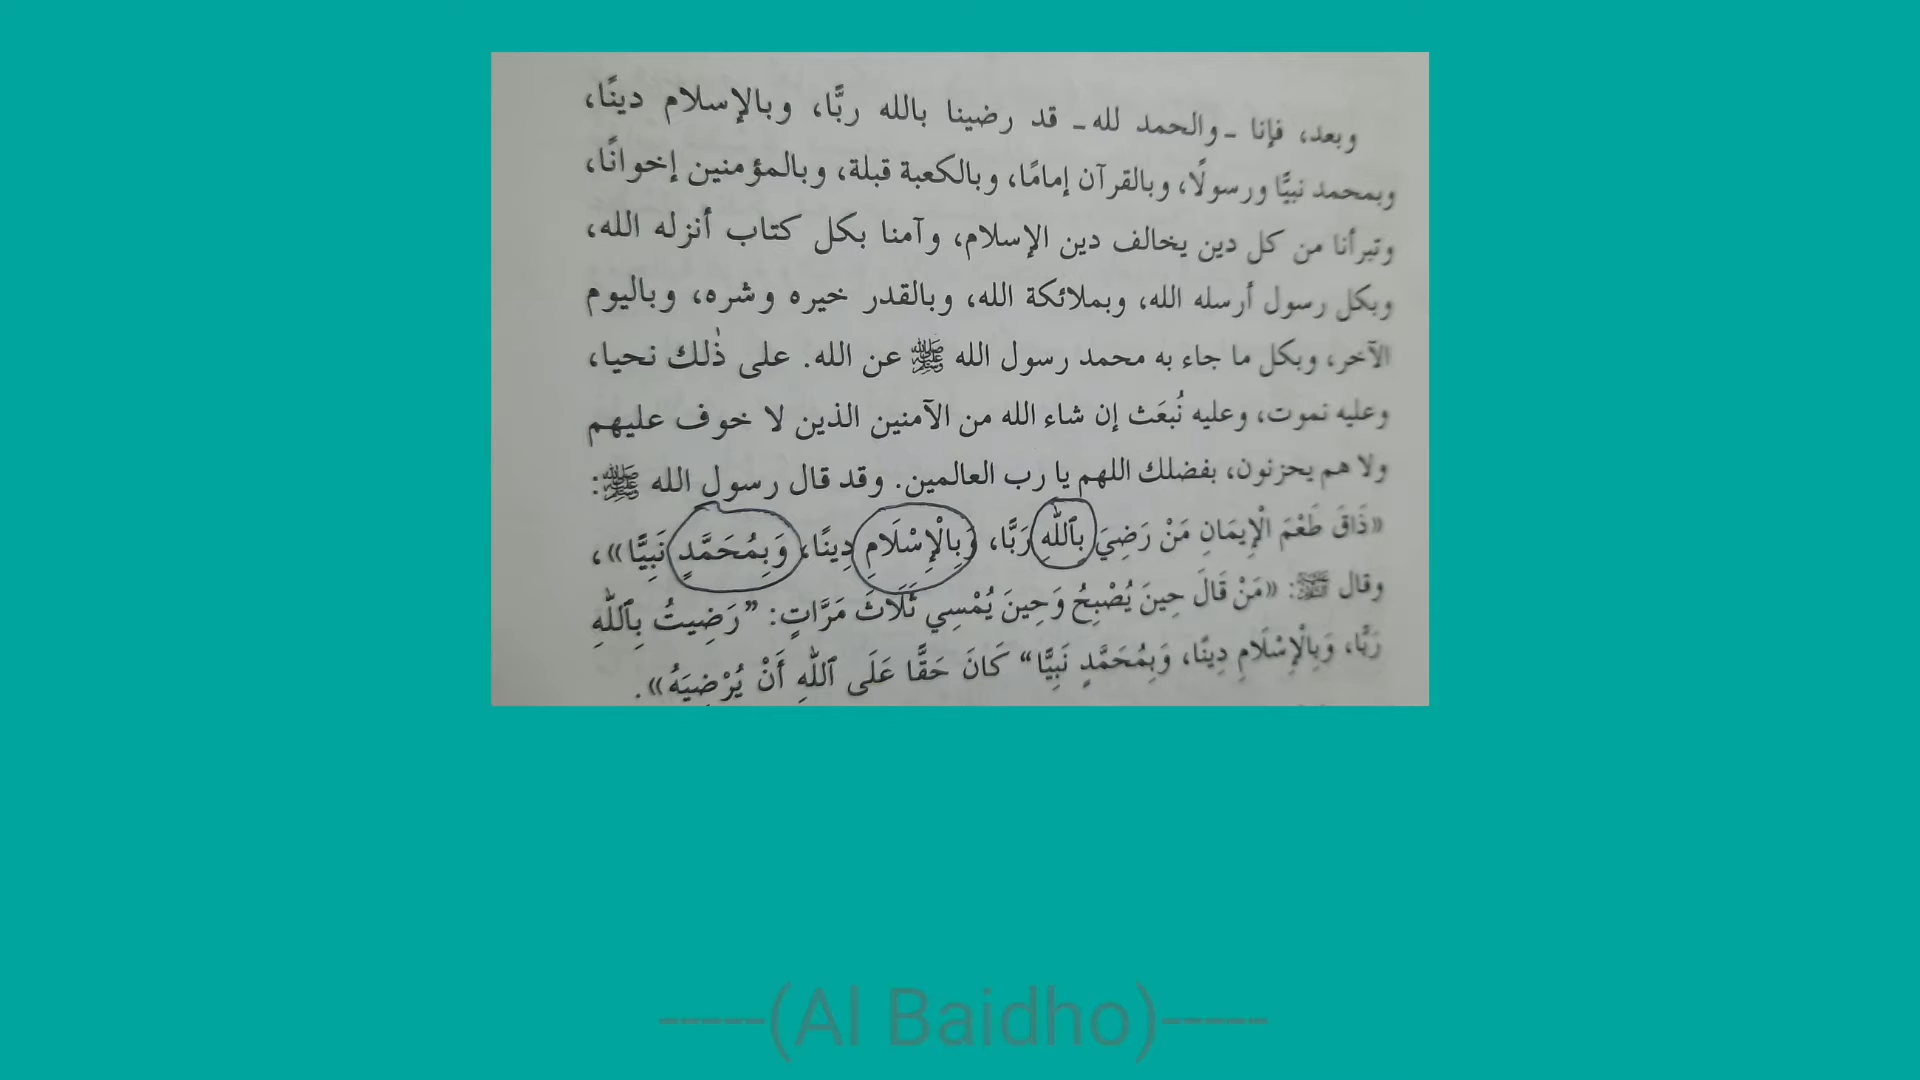 وبعد، فإنا ـ والحمد لله ـ قد رضينا بالله ربًّا، وبالإسلام دينًا،
وبمحمد نبيًّا ورسولًا، وبالقرآن إمامًا، وبالكعبة قبلة، وبالمؤمنين إخوانًا،
وتبرأنا من كل دين يخالف دين الإسلام، وآمنا بكل كتاب أنزله الله،
وبكل رسول أرسله الله، وبملائكة الله، وبالقدر خيره وشره، وباليوم
الآخر، وبكل ما جاء به محمد رسول الله ﷺ عن الله. على ذٰلك نحيا،
وعليه نموت، وعليه نُبعَث إن شاء الله من الآمنين الذين لا خوف عليهم
ولا هم يحزنون، بفضلك اللهم يا رب العالمين. وقد قال رسول الله ﷺ:
«ذَاقَ طَعْمَ الْإِيمَانِ مَنْ رَضِيَ بِٱللّٰهِ رَبًّا، وَبِالْإِسْلَامِ دِينًا، وَبِمُحَمَّدٍ نَبِيًّا»،
وقال ﷺ: «مَنْ قَالَ حِينَ يُصْبِحُ وَحِينَ يُمْسِي ثَلَاثَ مَرَّاتٍ: ”رَضِيتُ بِٱللّٰهِ
رَبًّا، وَبِالْإِسْلَامِ دِينًا، وَبِمُحَمَّدٍ نَبِيًّا“ كَانَ حَقًّا عَلَى ٱللّٰهِ أَنْ يُرْضِيَهُ».
-----(Al Baidho)-----